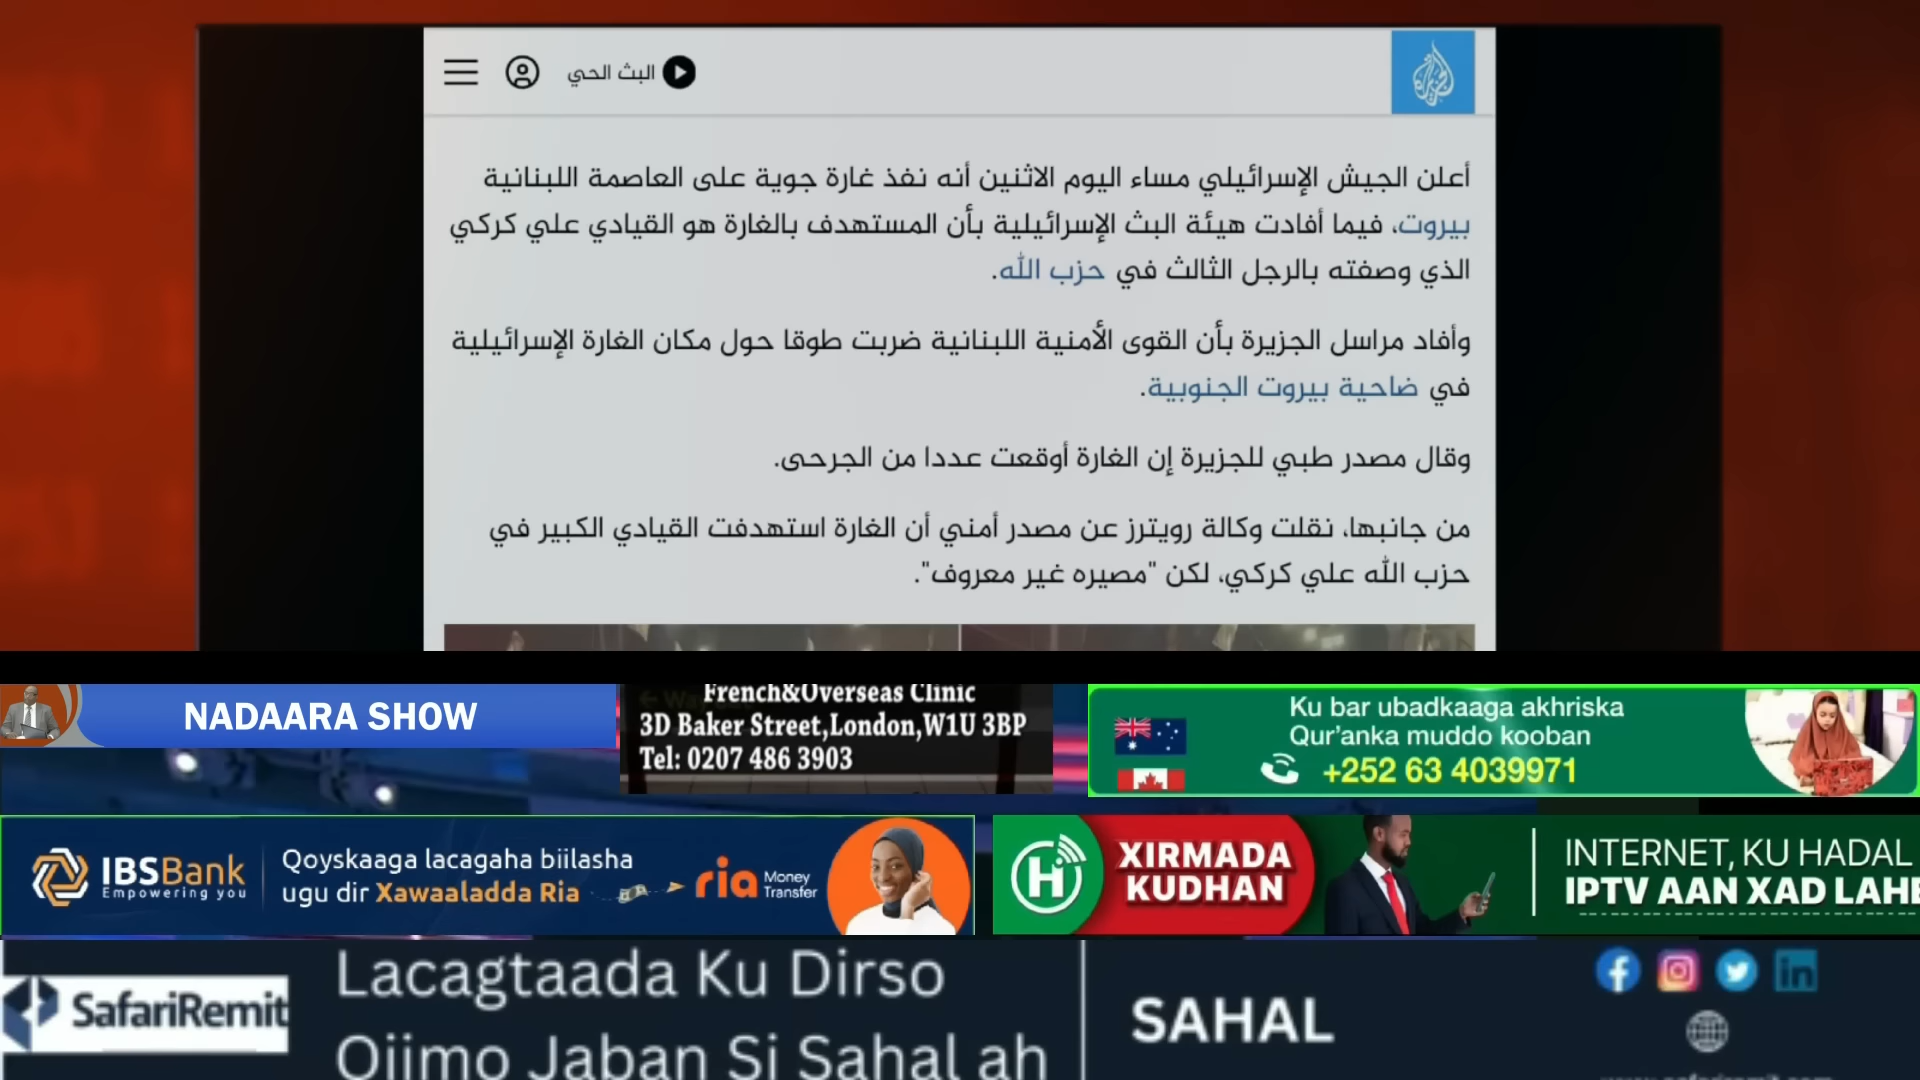 البث الحي
أعلن الجيش الإسرائيلي مساء اليوم الاثنين أنه نفذ غارة جوية على العاصمة اللبنانية
بيروت، فيما أفادت هيئة البث الإسرائيلية بأن المستهدف بالغارة هو القيادي علي كركي
الذي وصفته بالرجل الثالث في حزب الله.
وأفاد مراسل الجزيرة بأن القوى الأمنية اللبنانية ضربت طوقا حول مكان الغارة الإسرائيلية
في ضاحية بيروت الجنوبية.
وقال مصدر طبي للجزيرة إن الغارة أوقعت عددا من الجرحى.
من جانبها، نقلت وكالة رويترز عن مصدر أمني أن الغارة استهدفت القيادي الكبير في
حزب الله علي كركي، لكن "مصيره غير معروف".
NADAARA SHOW
French&Overseas Clinic
3D Baker Street,London,W1U 3BP
Tel: 0207 486 3903
Ku bar ubadkaaga akhriska
Qur'anka muddo kooban
+252 63 4039971
IBSBank
Empowering you
Qoyskaaga lacagaha biilasha
ugu dir Xawaaladda Ria
ria Money
Transfer
H
XIRMADA
KUDHAN
INTERNET, KU HADAL
IPTV AAN XAD LAHE
SafariRemit
Lacagtaada Ku Dirso
Qiimo Jaban Si Sahal ah
SAHAL